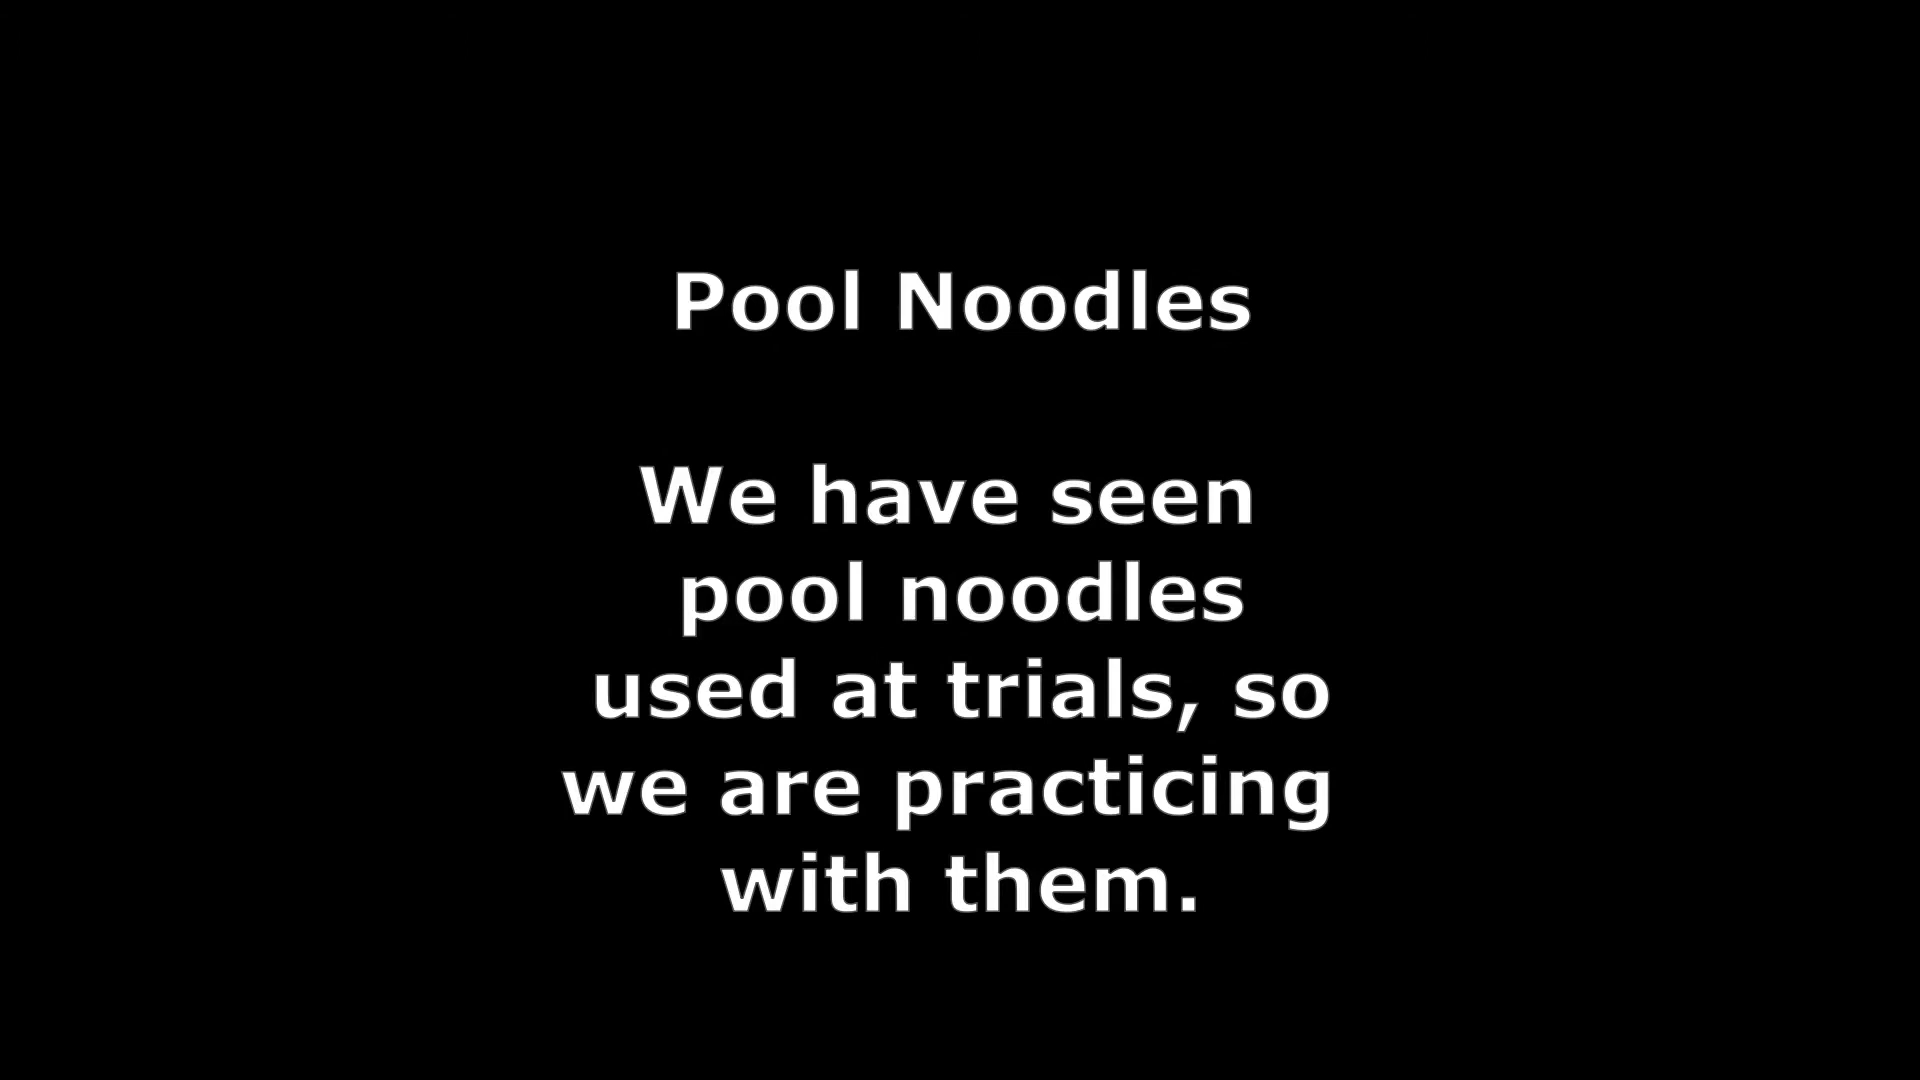 Pool Noodles
We have seen
pool noodles
used at trials, so
we are practicing
with them.